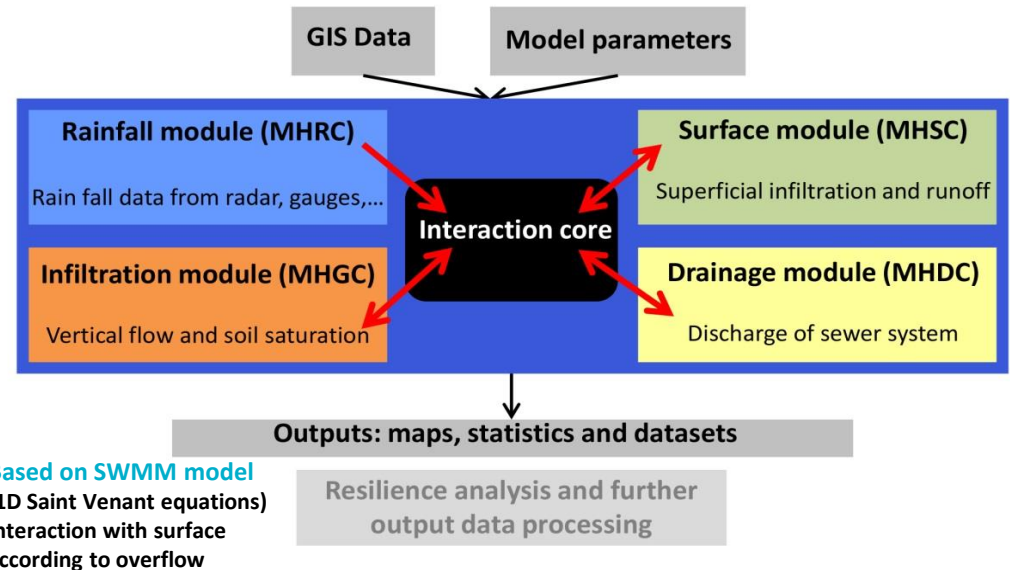 GIS Data
Model parameters
Rainfall module (MHRC)
Rain fall data from radar, gauges,...
Surface module (MHSC)
Superficial infiltration and runoff
Interaction core
Infiltration module (MHGC)
Vertical flow and soil saturation
Drainage module (MHDC)
Discharge of sewer system
Outputs: maps, statistics and datasets
Based on SWMM model
1D Saint Venant equations)
nteraction with surface
ccording to overflow
Resilience analysis and further
output data processing